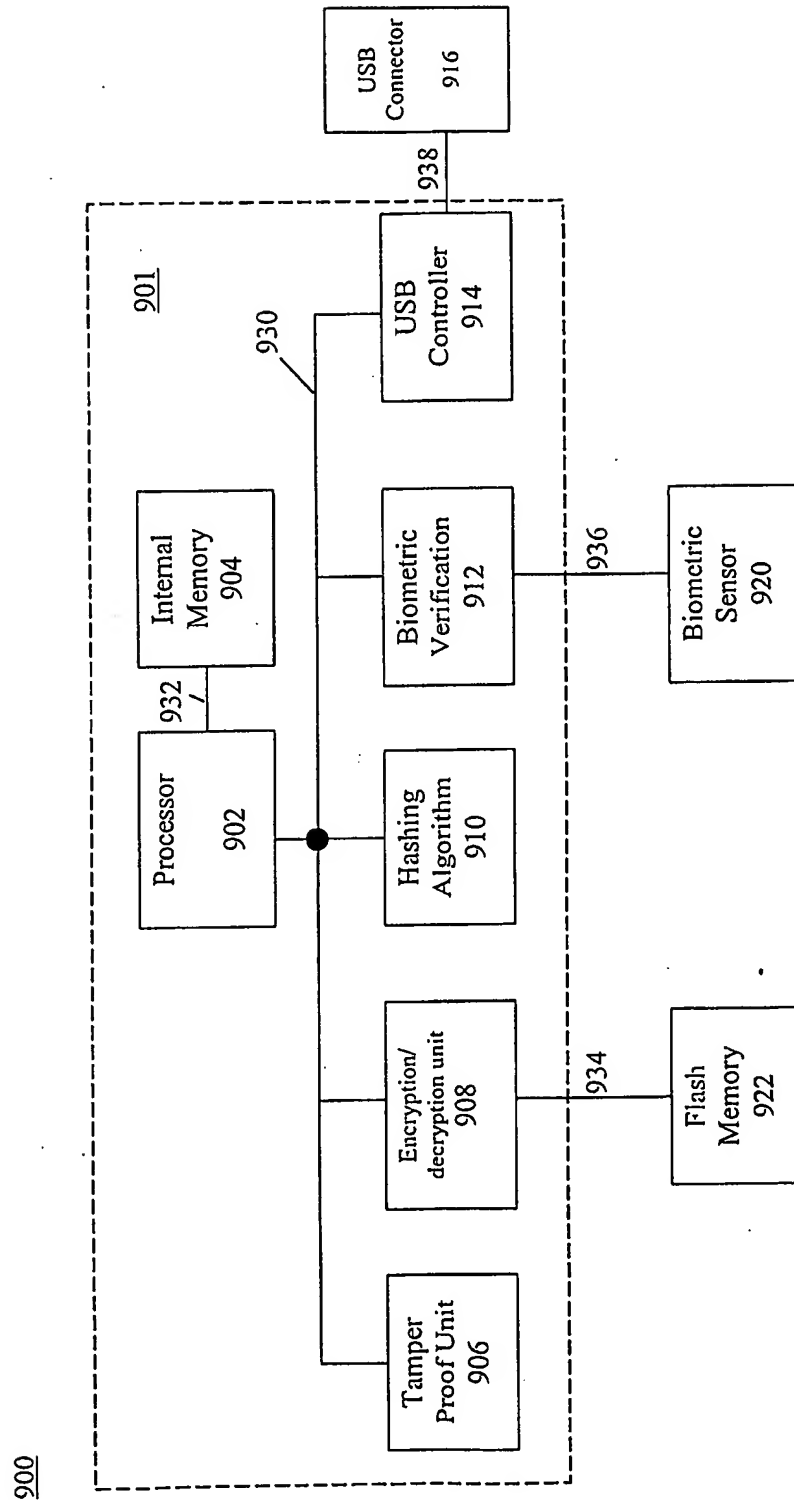 900
901
Processor
902
932
Internal
Memory
904
930
Tamper
Proof Unit
906
Encryption/
decryption unit
908
Hashing
Algorithm
910
Biometric
Verification
912
USB
Controller
914
938
USB
Connector
916
934
936
Flash
Memory
922
Biometric
Sensor
920